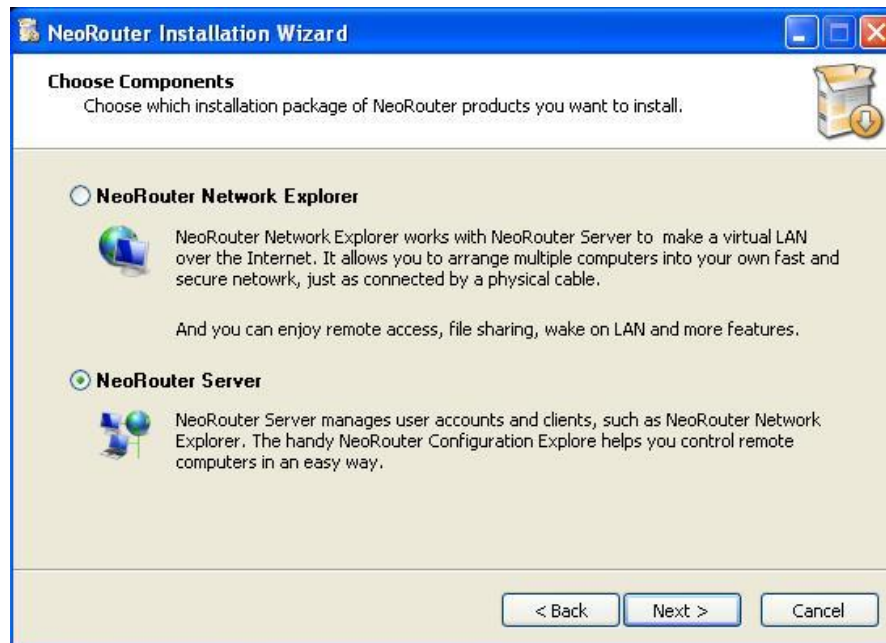 NeoRouter Installation Wizard
Choose Components
Choose which installation package of NeoRouter products you want to install.
NeoRouter Network Explorer
NeoRouter Network Explorer works with NeoRouter Server to make a virtual LAN
over the Internet. It allows you to arrange multiple computers into your own fast and
secure netowrk, just as connected by a physical cable.
And you can enjoy remote access, file sharing, wake on LAN and more features.
NeoRouter Server
NeoRouter Server manages user accounts and clients, such as NeoRouter Network
Explorer. The handy NeoRouter Configuration Explore helps you control remote
computers in an easy way.
< Back Next > Cancel